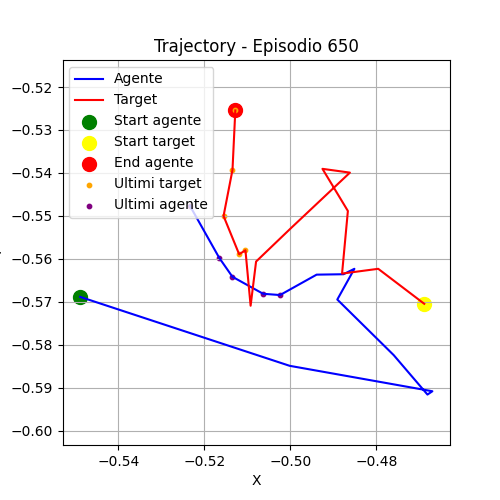 Trajectory - Episodio 650
Agente
Target
Start agente
Start target
End agente
Ultimi target
Ultimi agente
−0.52
−0.53
−0.54
−0.55
−0.56
−0.57
−0.58
−0.59
−0.60
−0.54
−0.52
−0.50
−0.48
X